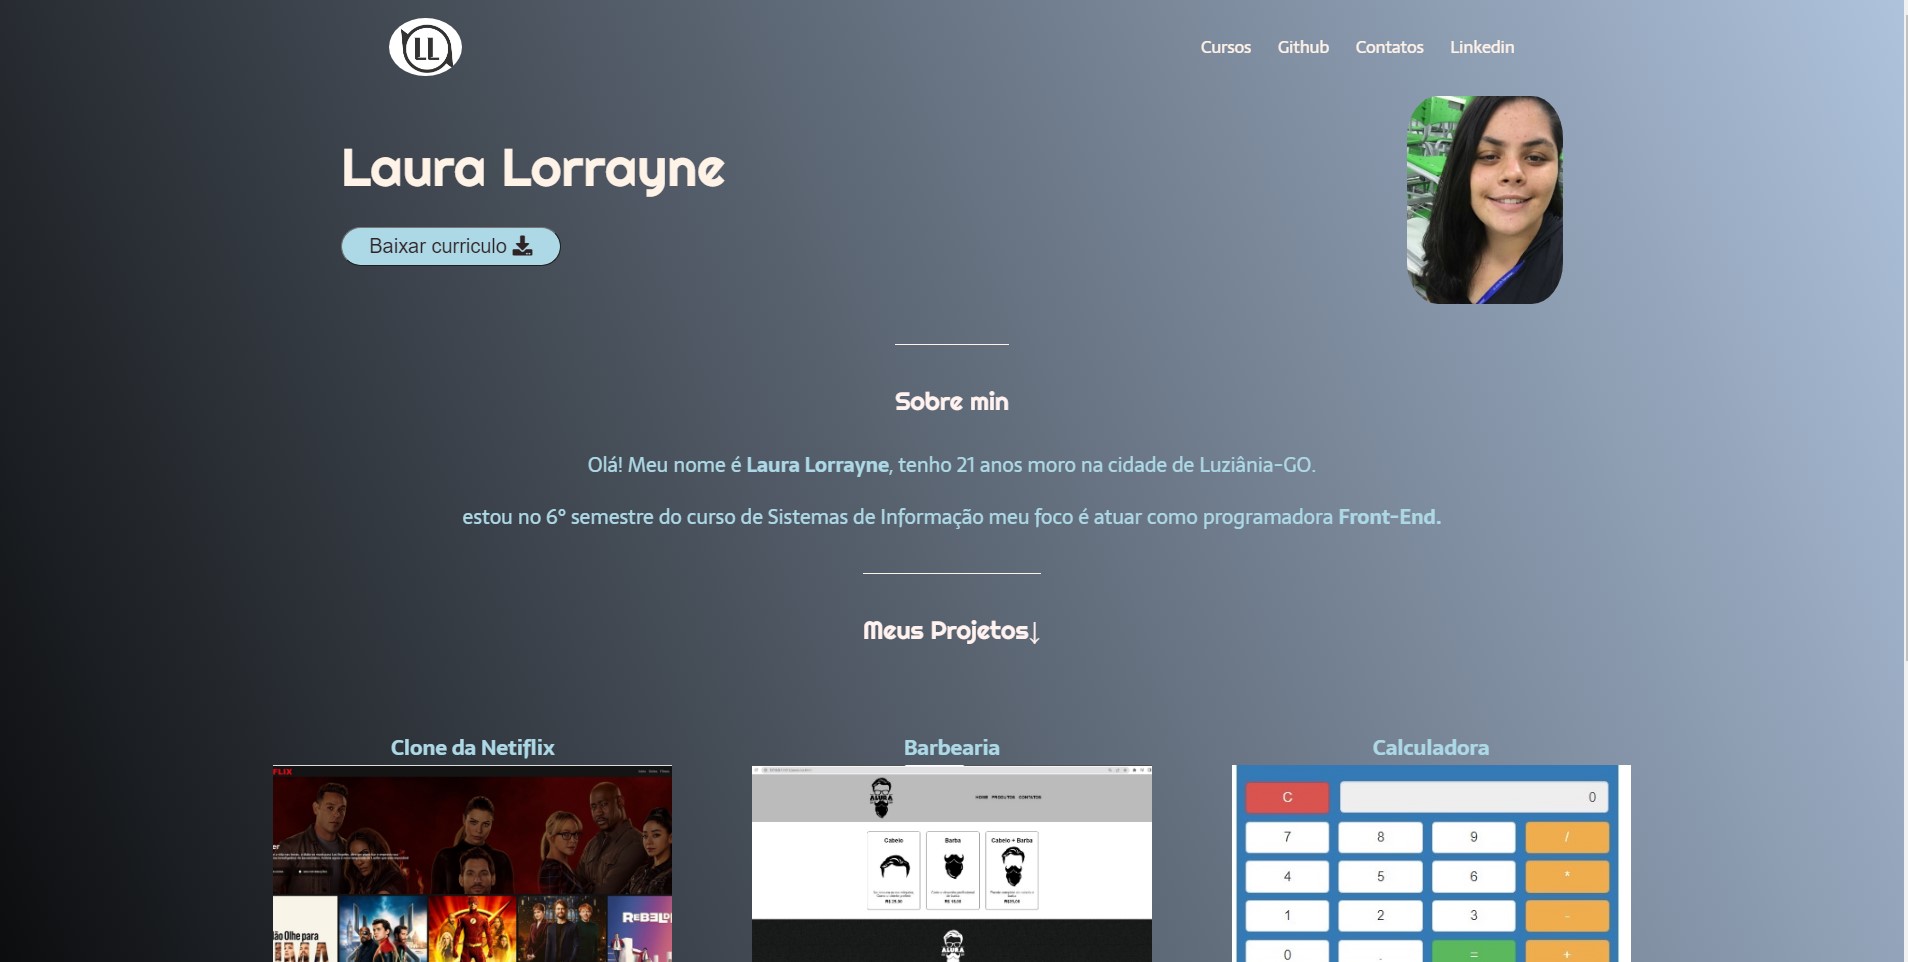 LL
Cursos Github Contatos Linkedin
Laura Lorrayne
Baixar curriculo
Sobre min
Olá! Meu nome é Laura Lorrayne, tenho 21 anos moro na cidade de Luziânia-GO.
estou no 6° semestre do curso de Sistemas de Informação meu foco é atuar como programadora Front-End.
Meus Projetos↓
Clone da Netiflix Barbearia Calculadora
FLIX
ALURA
HOME PRODUTOS CONTATOS
Cabelo Barba Cabelo + Barba
ALURA
ão Olhe para
REBEL
C 0
7 8 9 /
4 5 6 *
1 2 3 -
0 . = +